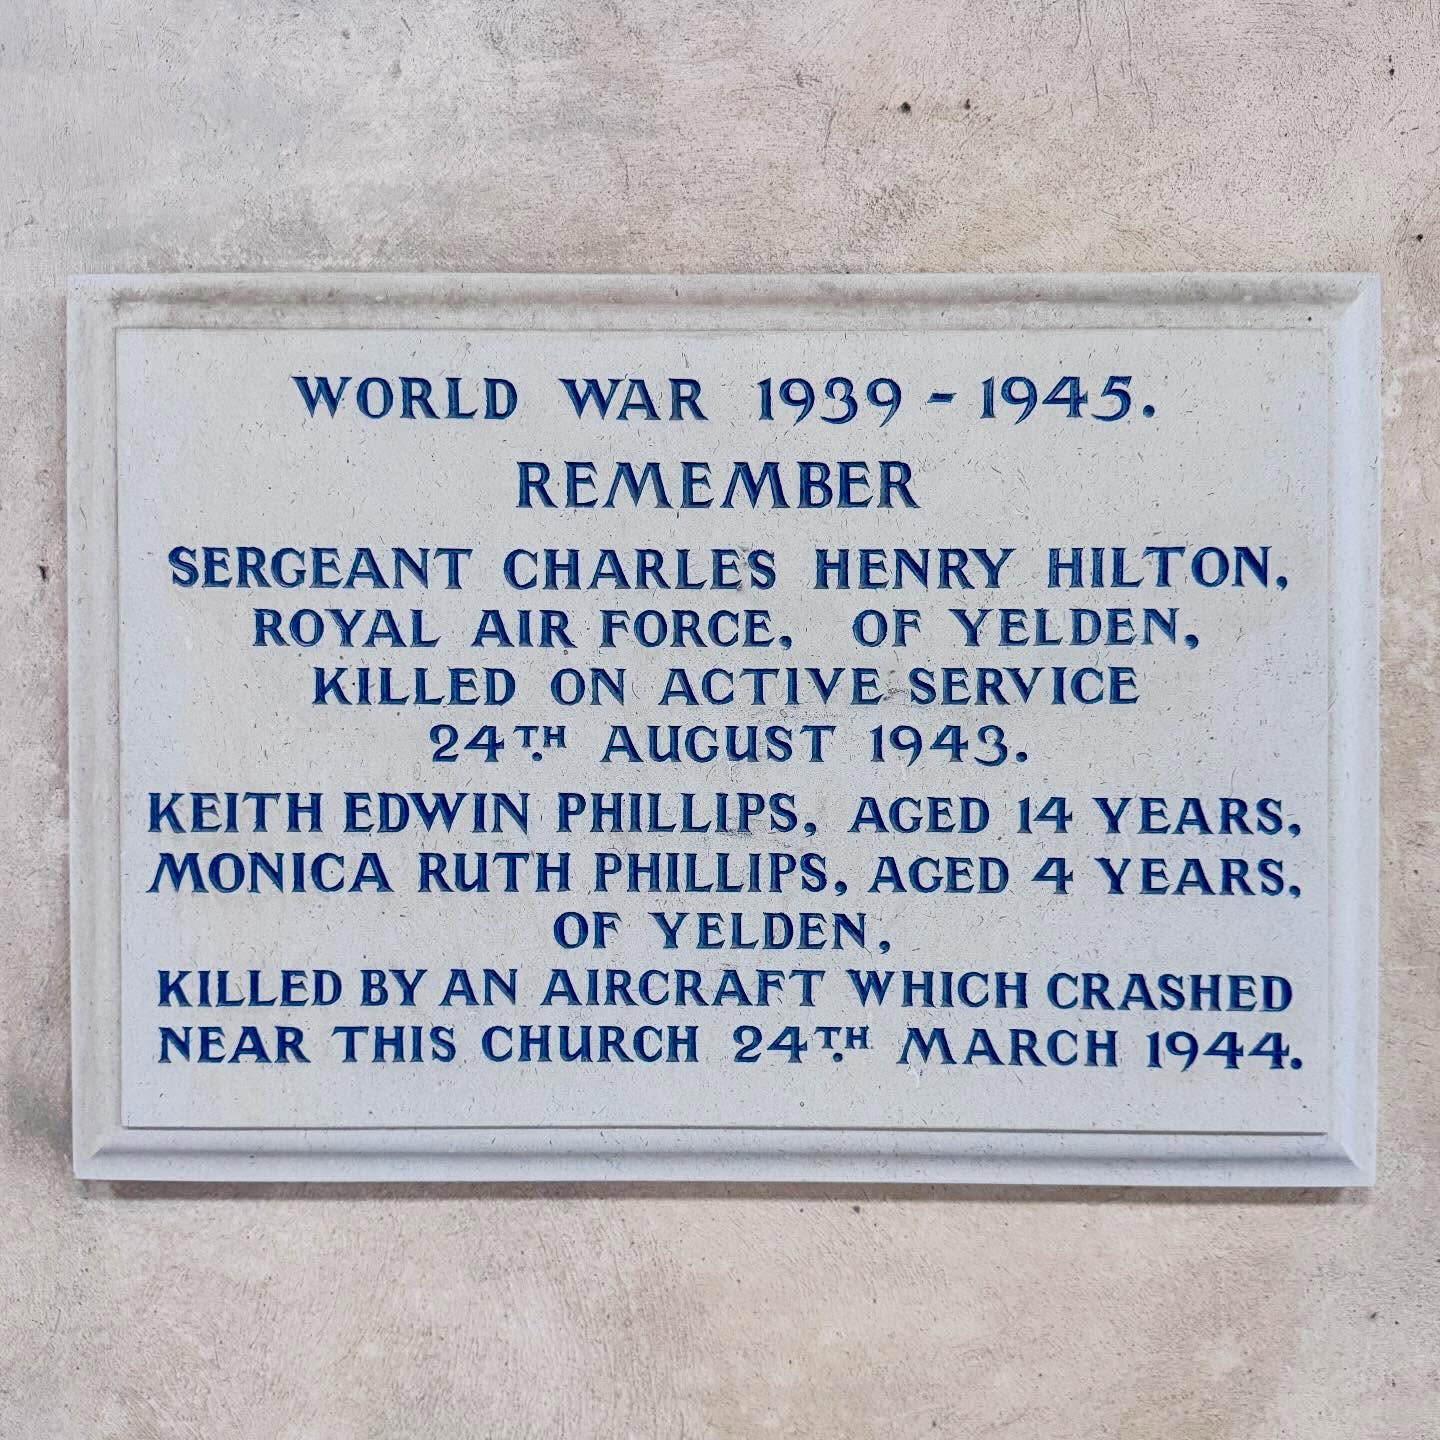 WORLD WAR 1939 - 1945.
REMEMBER
SERGEANT CHARLES HENRY HILTON,
ROYAL AIR FORCE, OF YELDEN,
KILLED ON ACTIVE SERVICE
24TH. AUGUST 1943.
KEITH EDWIN PHILLIPS, AGED 14 YEARS,
MONICA RUTH PHILLIPS, AGED 4 YEARS,
OF YELDEN,
KILLED BY AN AIRCRAFT WHICH CRASHED
NEAR THIS CHURCH 24TH. MARCH 1944.